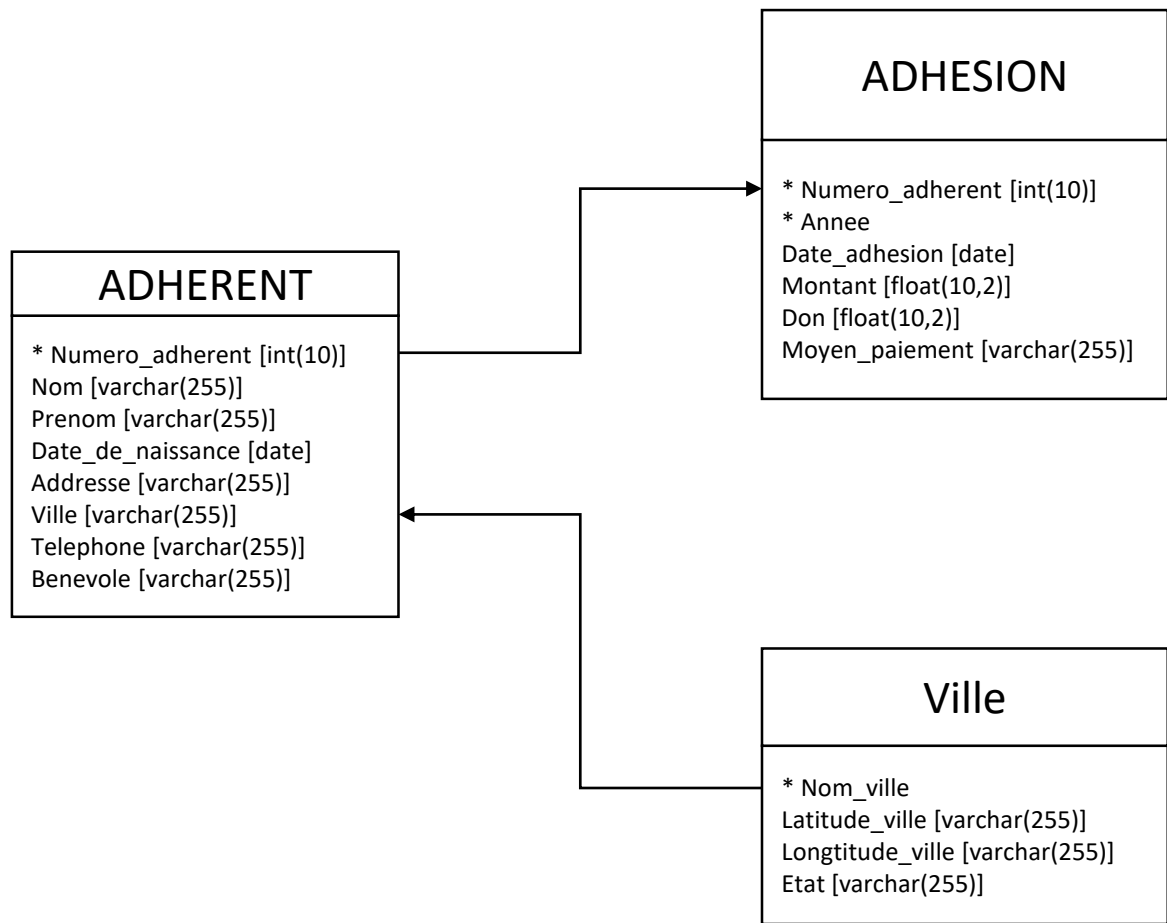 ADHESION
* Numero_adherent [int(10)]
* Annee
Date_adhesion [date]
Montant [float(10,2)]
Don [float(10,2)]
Moyen_paiement [varchar(255)]
ADHERENT
* Numero_adherent [int(10)]
Nom [varchar(255)]
Prenom [varchar(255)]
Date_de_naissance [date]
Addresse [varchar(255)]
Ville [varchar(255)]
Telephone [varchar(255)]
Benevole [varchar(255)]
Ville
* Nom_ville
Latitude_ville [varchar(255)]
Longtitude_ville [varchar(255)]
Etat [varchar(255)]